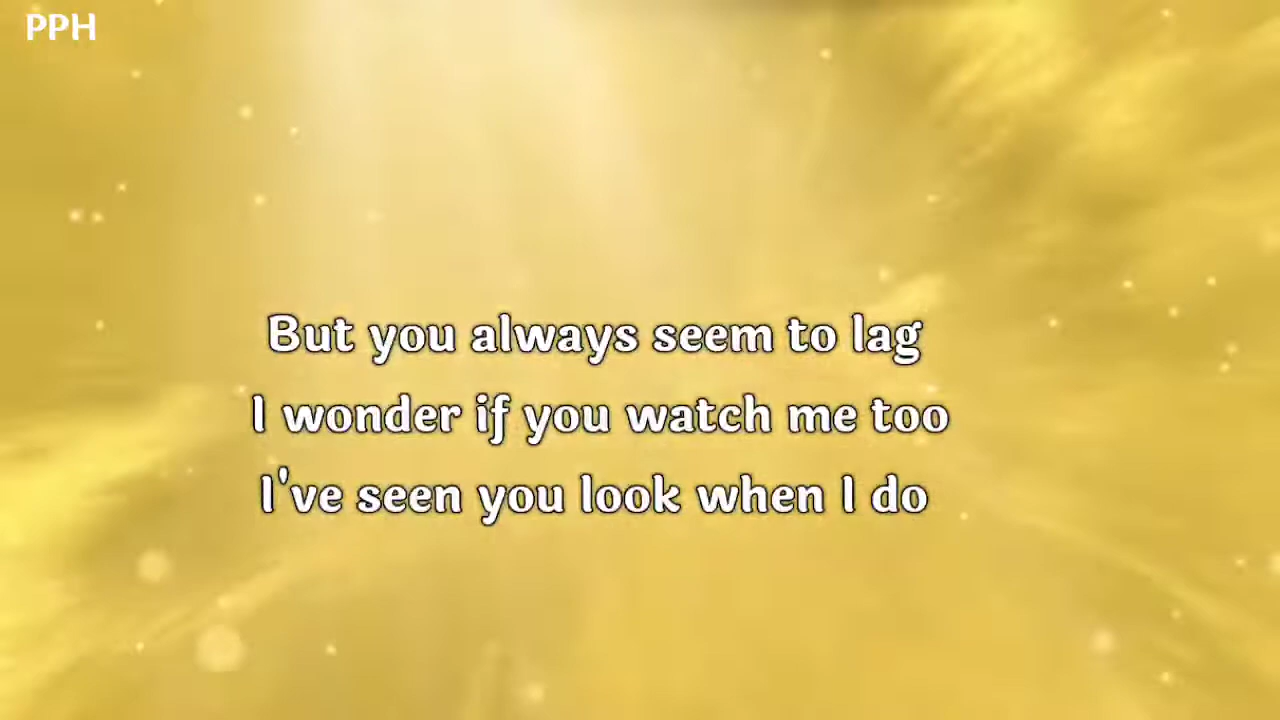 PPH
But you always seem to lag
I wonder if you watch me too
I've seen you look when I do